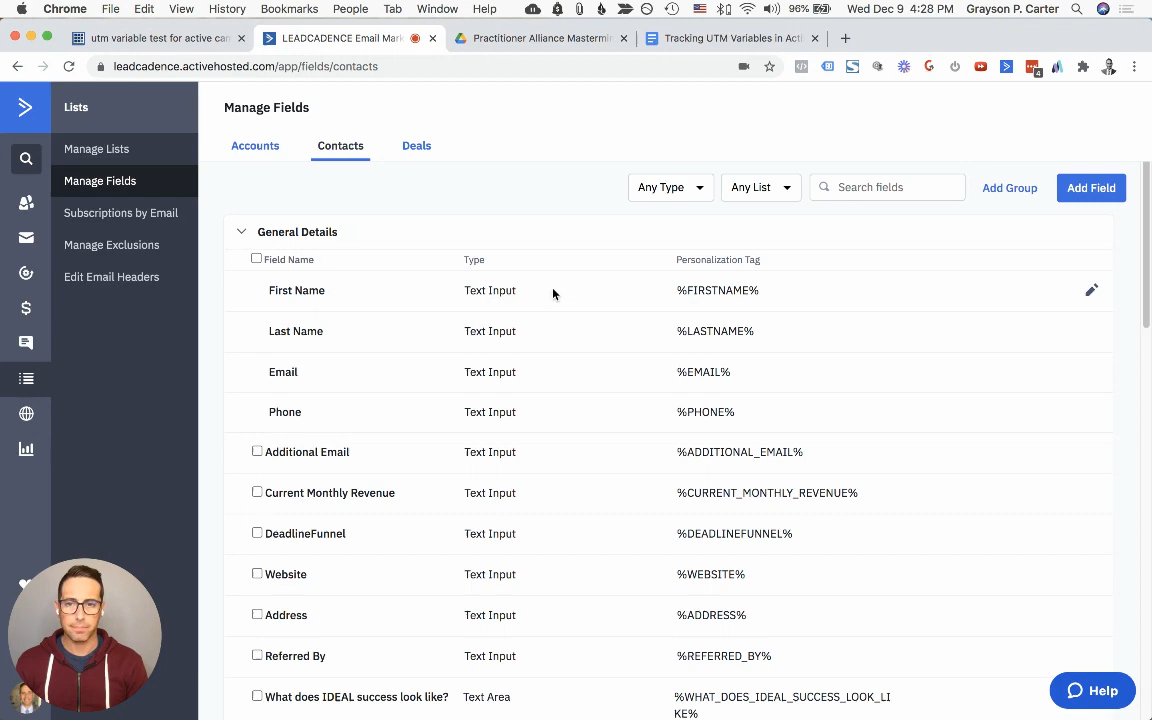 Chrome File Edit View History Bookmarks People Tab Window Help 96% Wed Dec 9 4:28 PM Grayson P. Carter
utm variable test for active can
LEADCADENCE Email Mark
Practitioner Alliance Mastermin
Tracking UTM Variables in Acti
leadcadence.activehosted.com/app/fields/contacts
4
Lists
Manage Lists
Manage Fields
Subscriptions by Email
Manage Exclusions
Edit Email Headers
Manage Fields
Accounts Contacts Deals
Any Type Any List Search fields Add Group Add Field
General Details
Field Name Type Personalization Tag
First Name Text Input %FIRSTNAME%
Last Name Text Input %LASTNAME%
Email Text Input %EMAIL%
Phone Text Input %PHONE%
Additional Email Text Input %ADDITIONAL_EMAIL%
Current Monthly Revenue Text Input %CURRENT_MONTHLY_REVENUE%
DeadlineFunnel Text Input %DEADLINEFUNNEL%
Website Text Input %WEBSITE%
Address Text Input %ADDRESS%
Referred By Text Input %REFERRED_BY%
What does IDEAL success look like? Text Area %WHAT_DOES_IDEAL_SUCCESS_LOOK_LI
KE%
Help